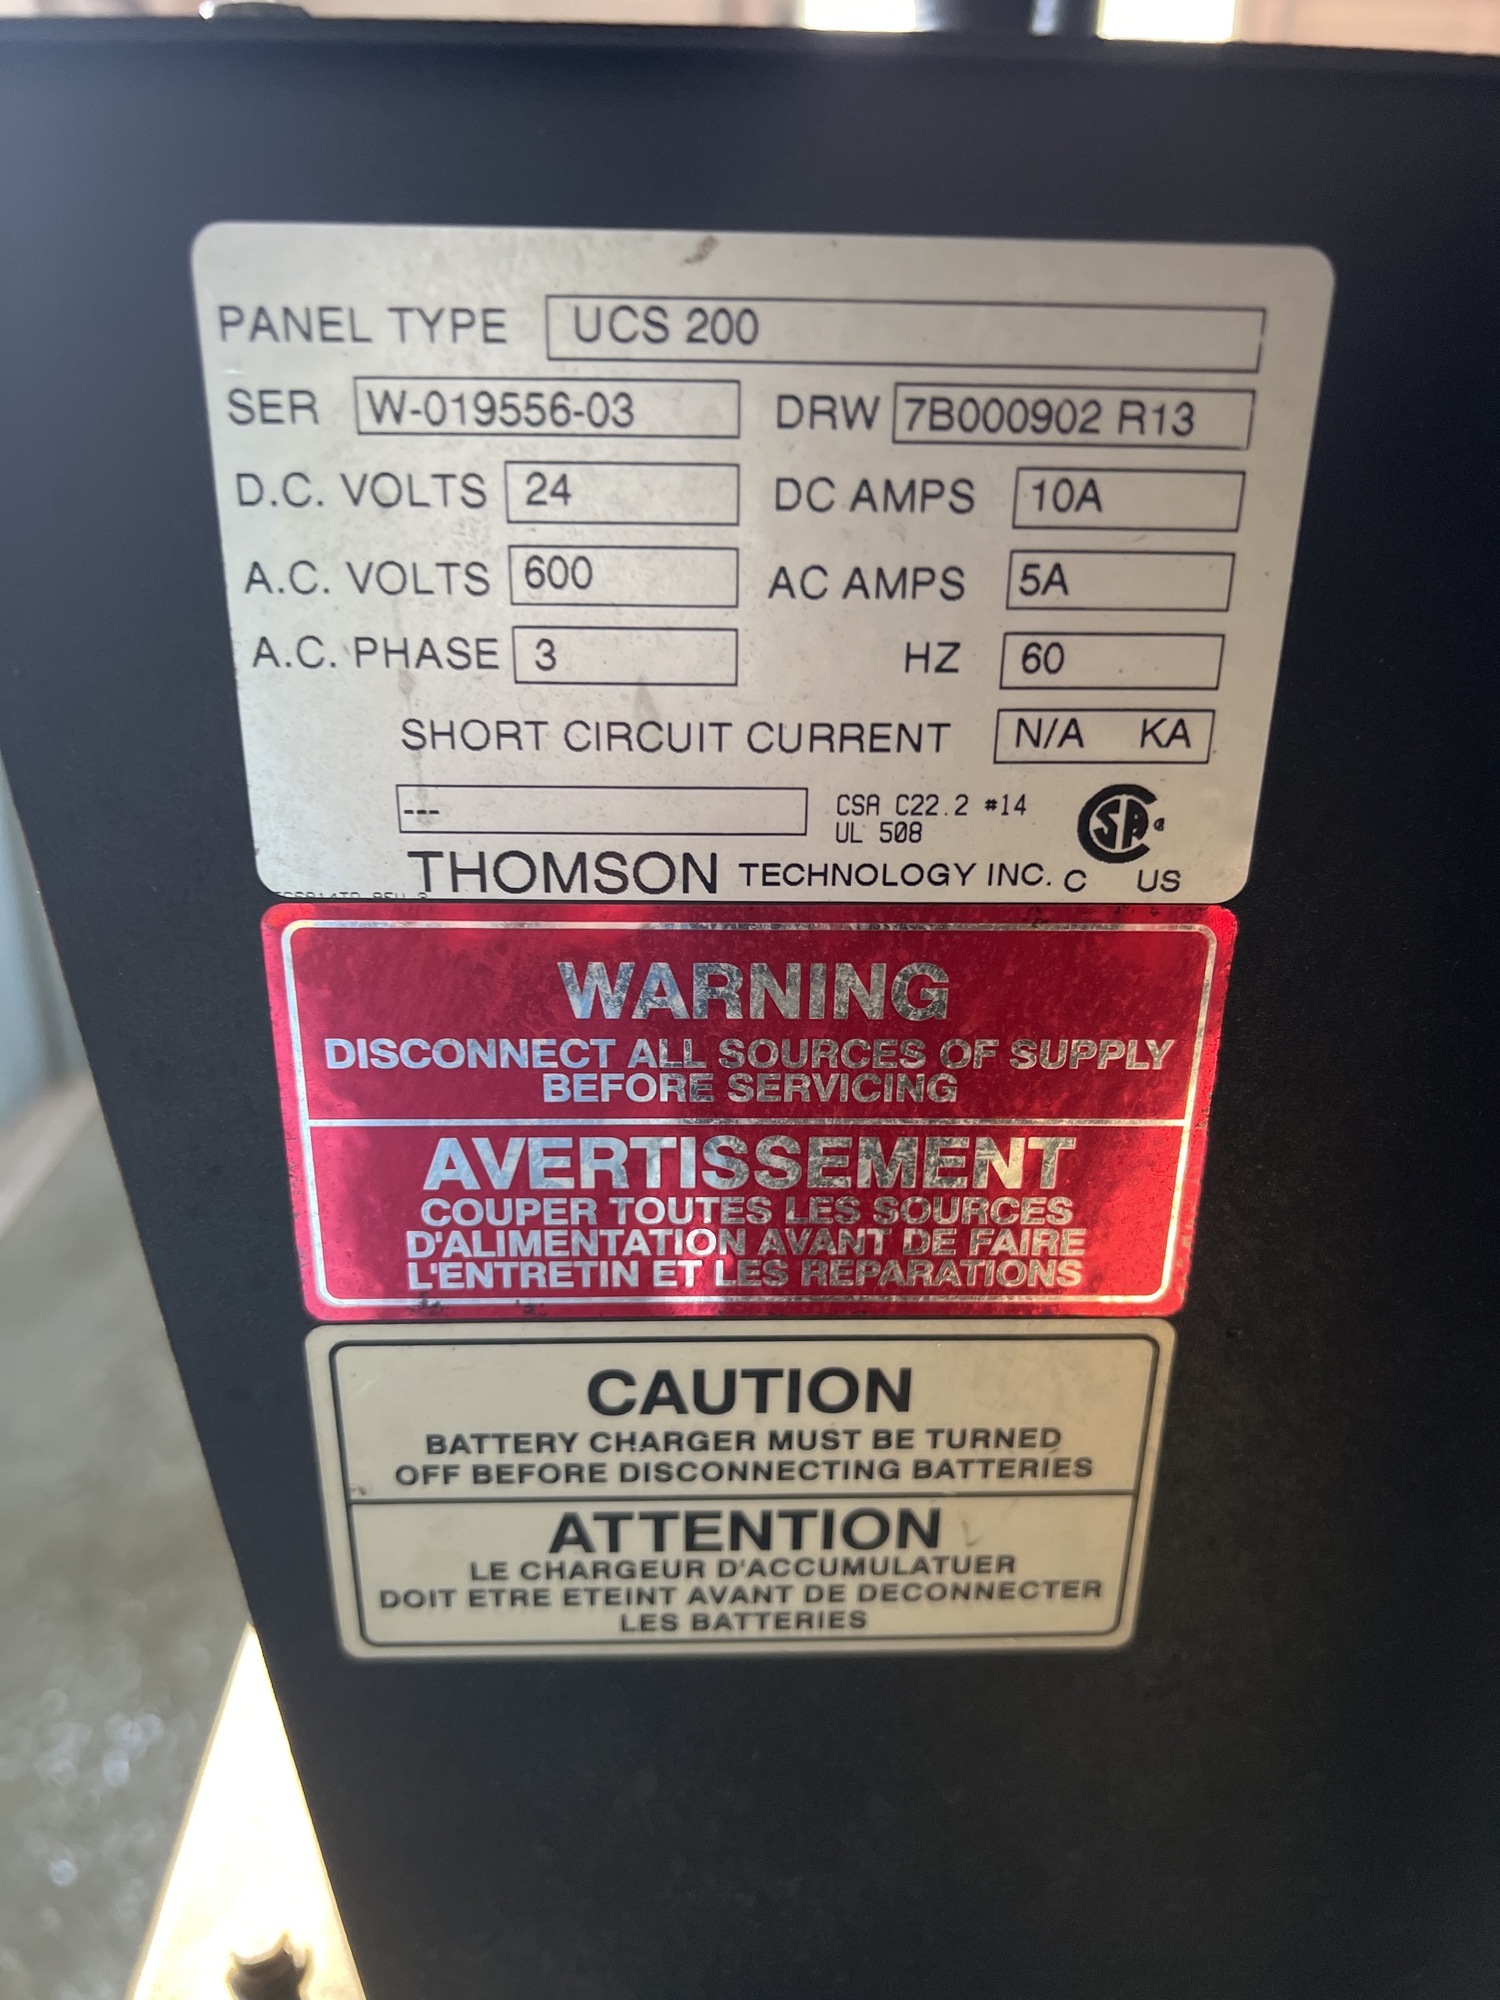 PANEL TYPE UCS 200
SER W-019556-03 DRW 7B000902 R13
D.C. VOLTS 24 DC AMPS 10A
A.C. VOLTS 600 AC AMPS 5A
A.C. PHASE 3 HZ 60
SHORT CIRCUIT CURRENT N/A KA
--- CSA C22.2 #14
UL 508
THOMSON TECHNOLOGY INC. C US
WARNING
DISCONNECT ALL SOURCES OF SUPPLY
BEFORE SERVICING
AVERTISSEMENT
COUPER TOUTES LES SOURCES
D'ALIMENTATION AVANT DE FAIRE
L'ENTRETIN ET LES REPARATIONS
CAUTION
BATTERY CHARGER MUST BE TURNED
OFF BEFORE DISCONNECTING BATTERIES
ATTENTION
LE CHARGEUR D'ACCUMULATUER
DOIT ETRE ETEINT AVANT DE DECONNECTER
LES BATTERIES